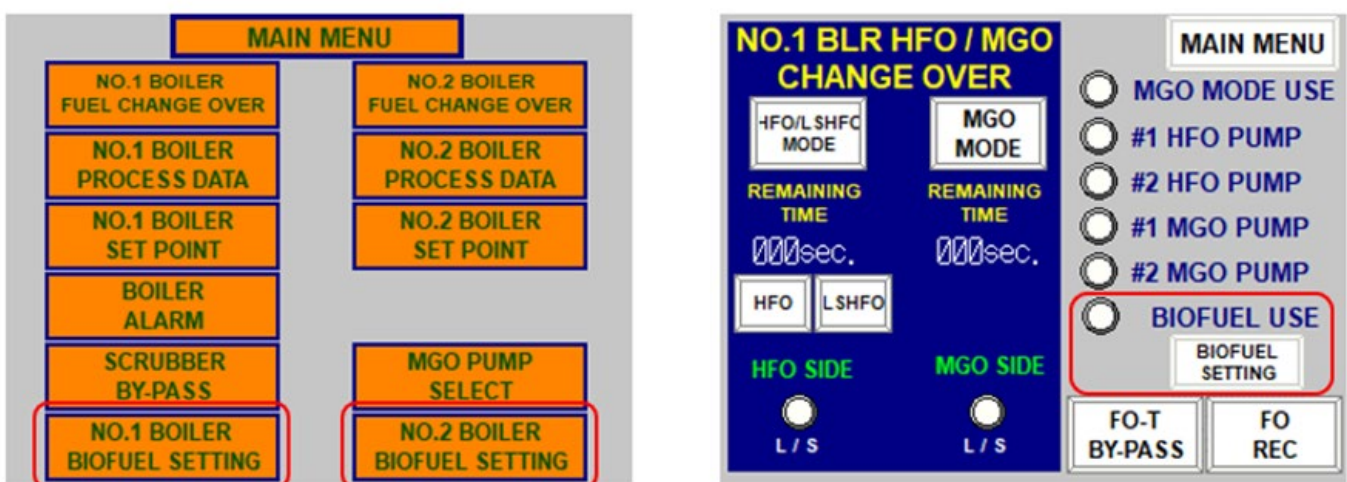 MAIN MENU
NO.1 BOILER
FUEL CHANGE OVER
NO.2 BOILER
FUEL CHANGE OVER
NO.1 BOILER
PROCESS DATA
NO.2 BOILER
PROCESS DATA
NO.1 BOILER
SET POINT
NO.2 BOILER
SET POINT
BOILER
ALARM
SCRUBBER
BY-PASS
MGO PUMP
SELECT
NO.1 BOILER
BIOFUEL SETTING
NO.2 BOILER
BIOFUEL SETTING
NO.1 BLR HFO / MGO
CHANGE OVER
HFO/LSHFO
MODE
MGO
MODE
REMAINING
TIME
REMAINING
TIME
000sec.
000sec.
HFO
LSHFO
HFO SIDE
MGO SIDE
L / S
L / S
MAIN MENU
MGO MODE USE
#1 HFO PUMP
#2 HFO PUMP
#1 MGO PUMP
#2 MGO PUMP
BIOFUEL USE
BIOFUEL
SETTING
FO-T
BY-PASS
FO
REC